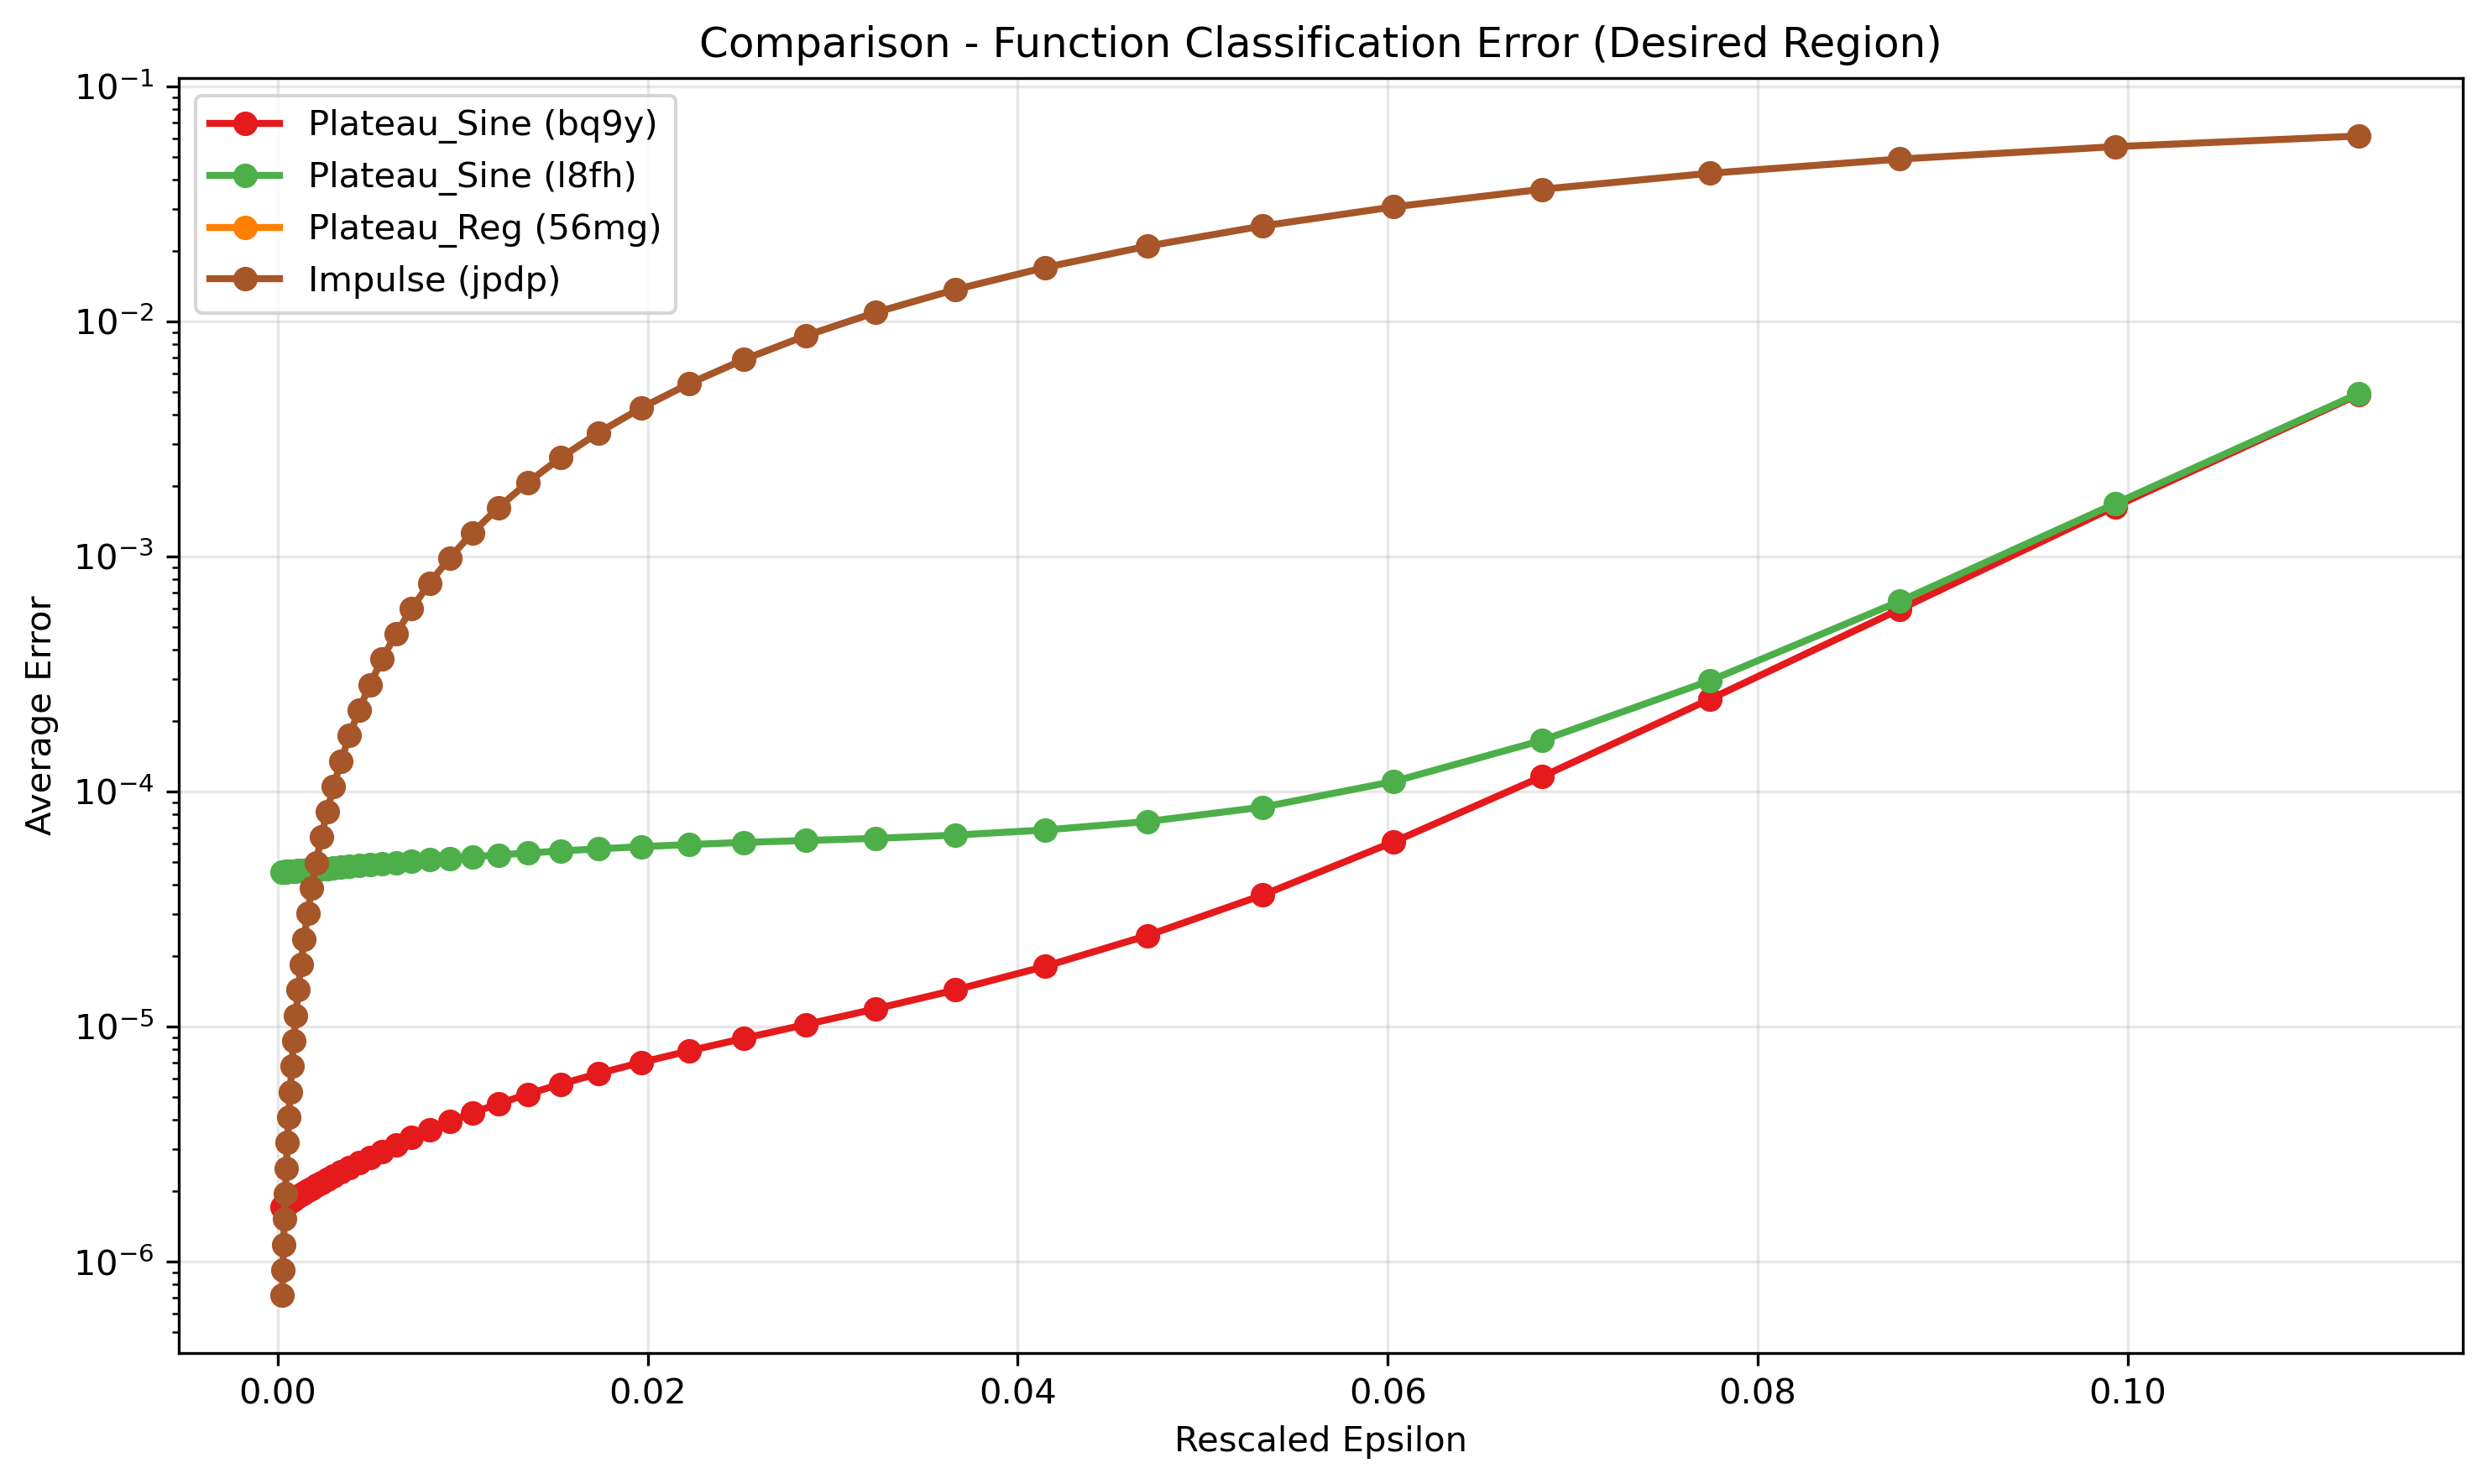 Comparison - Function Classification Error (Desired Region)
10⁻¹
10⁻²
10⁻³
10⁻⁴
10⁻⁵
10⁻⁶
Average Error
Plateau_Sine (bq9y)
Plateau_Sine (l8fh)
Plateau_Reg (56mg)
Impulse (jpdp)
0.00 0.02 0.04 0.06 0.08 0.10
Rescaled Epsilon